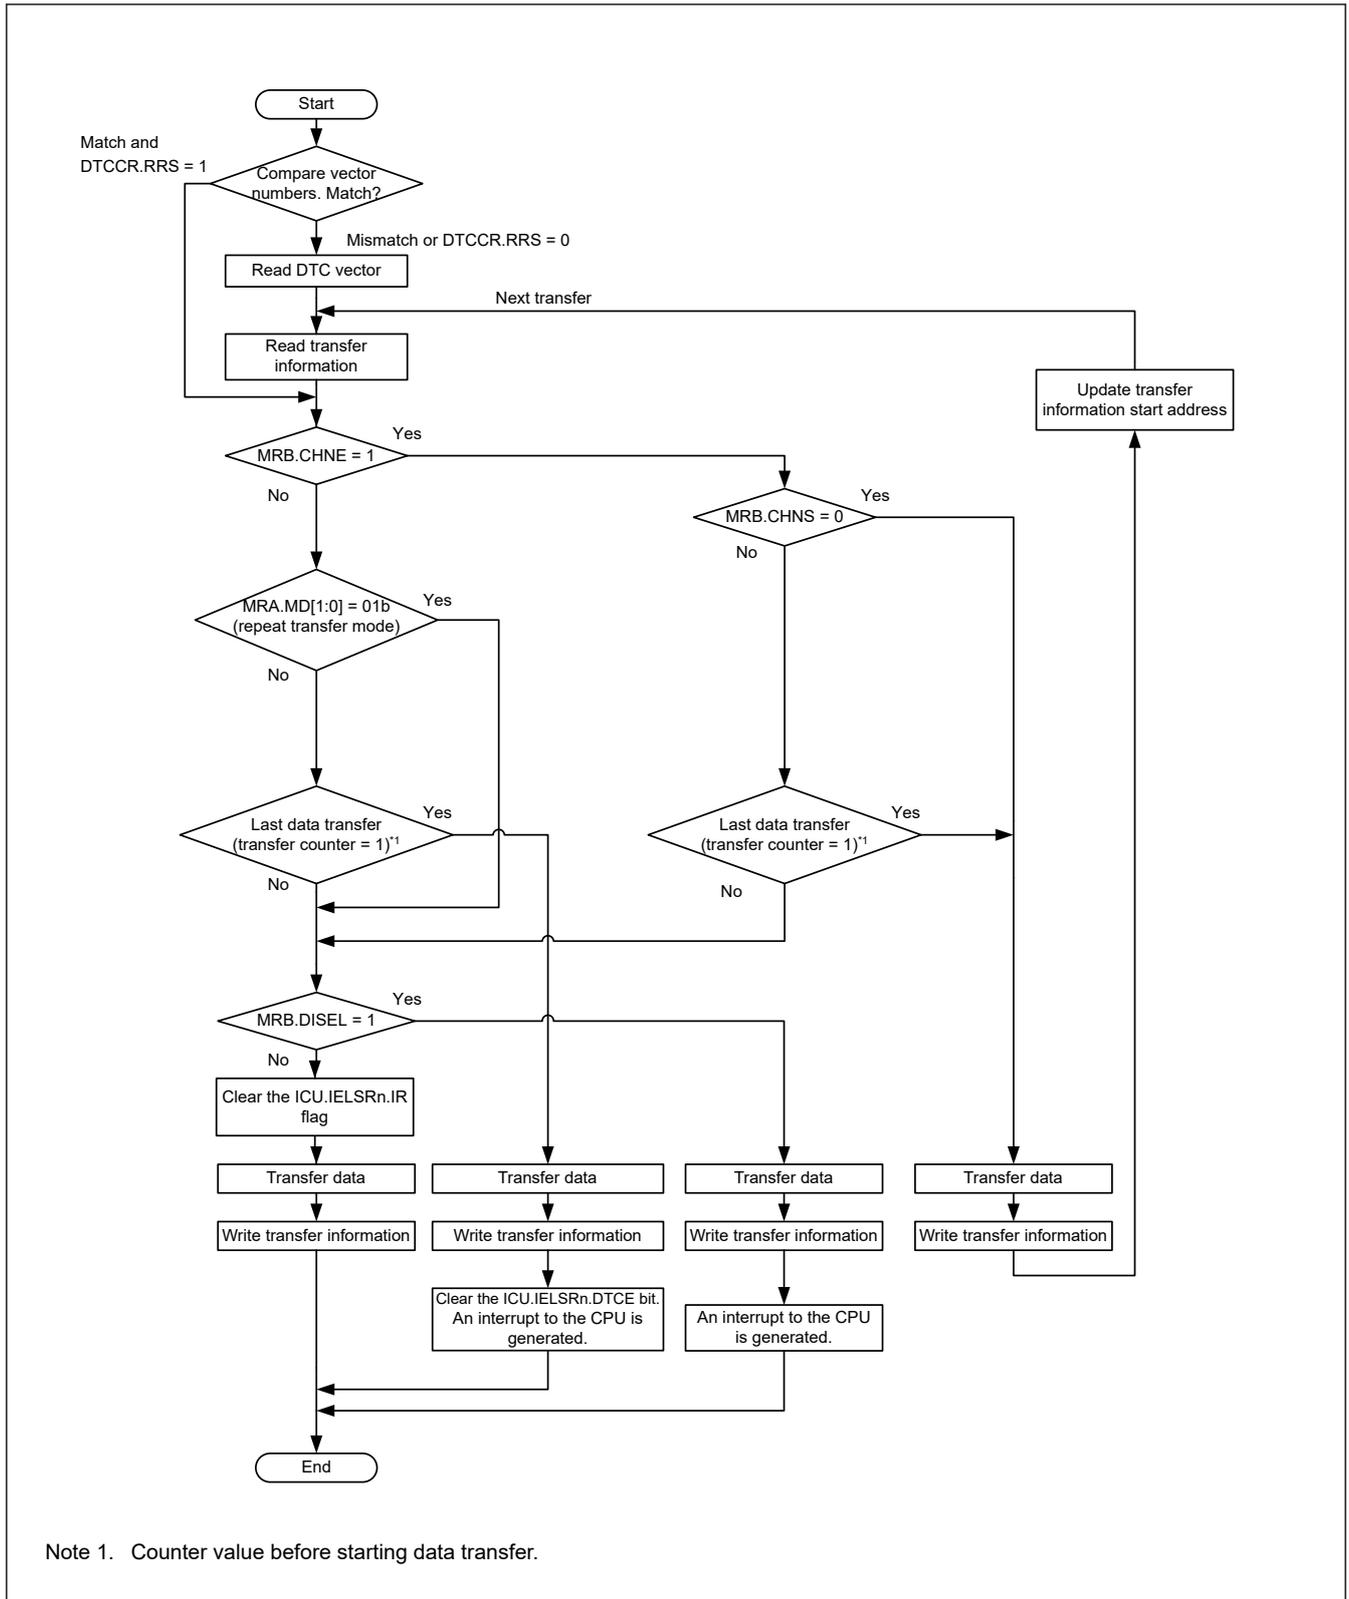 Start
Match and
DTCCR.RRS = 1
Compare vector
numbers. Match?
Mismatch or DTCCR.RRS = 0
Read DTC vector
Next transfer
Read transfer
information
Update transfer
information start address
Yes
MRB.CHNE = 1
No
Yes
MRB.CHNS = 0
No
MRA.MD[1:0] = 01b
(repeat transfer mode)
Yes
No
Last data transfer
(transfer counter = 1)*1
Yes
No
Last data transfer
(transfer counter = 1)*1
Yes
No
Yes
MRB.DISEL = 1
No
Clear the ICU.IELSRn.IR
flag
Transfer data
Transfer data
Transfer data
Transfer data
Write transfer information
Write transfer information
Write transfer information
Write transfer information
Clear the ICU.IELSRn.DTCE bit.
An interrupt to the CPU is
generated.
An interrupt to the CPU
is generated.
End
Note 1. Counter value before starting data transfer.